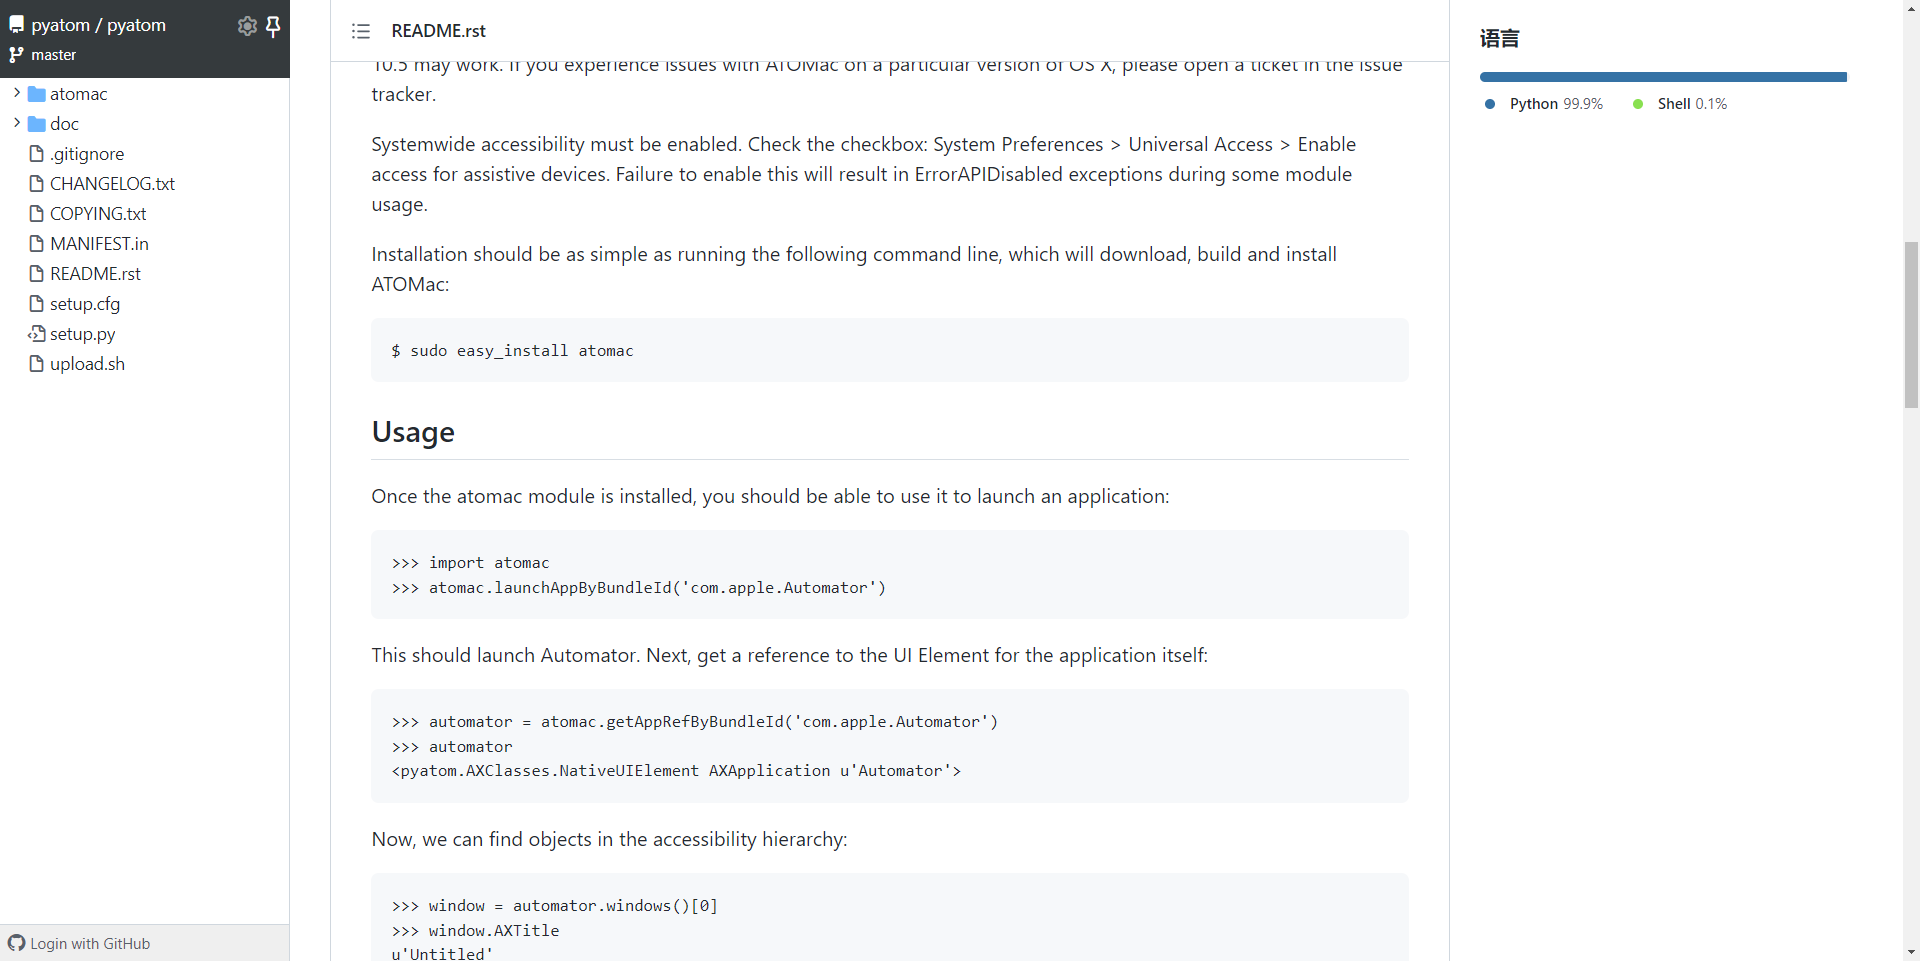 pyatom / pyatom
master
atomac
doc
.gitignore
CHANGELOG.txt
COPYING.txt
MANIFEST.in
README.rst
setup.cfg
setup.py
upload.sh
Login with GitHub
README.rst
10.5 may work. If you experience issues with ATOMac on a particular version of OS X, please open a ticket in the issue
tracker.
Systemwide accessibility must be enabled. Check the checkbox: System Preferences > Universal Access > Enable
access for assistive devices. Failure to enable this will result in ErrorAPIDisabled exceptions during some module
usage.
Installation should be as simple as running the following command line, which will download, build and install
ATOMac:
$ sudo easy_install atomac
Usage
Once the atomac module is installed, you should be able to use it to launch an application:
>>> import atomac
>>> atomac.launchAppByBundleId('com.apple.Automator')
This should launch Automator. Next, get a reference to the UI Element for the application itself:
>>> automator = atomac.getAppRefByBundleId('com.apple.Automator')
>>> automator
<pyatom.AXClasses.NativeUIElement AXApplication u'Automator'>
Now, we can find objects in the accessibility hierarchy:
>>> window = automator.windows()[0]
>>> window.AXTitle
u'Untitled'
语言
Python 99.9%
Shell 0.1%